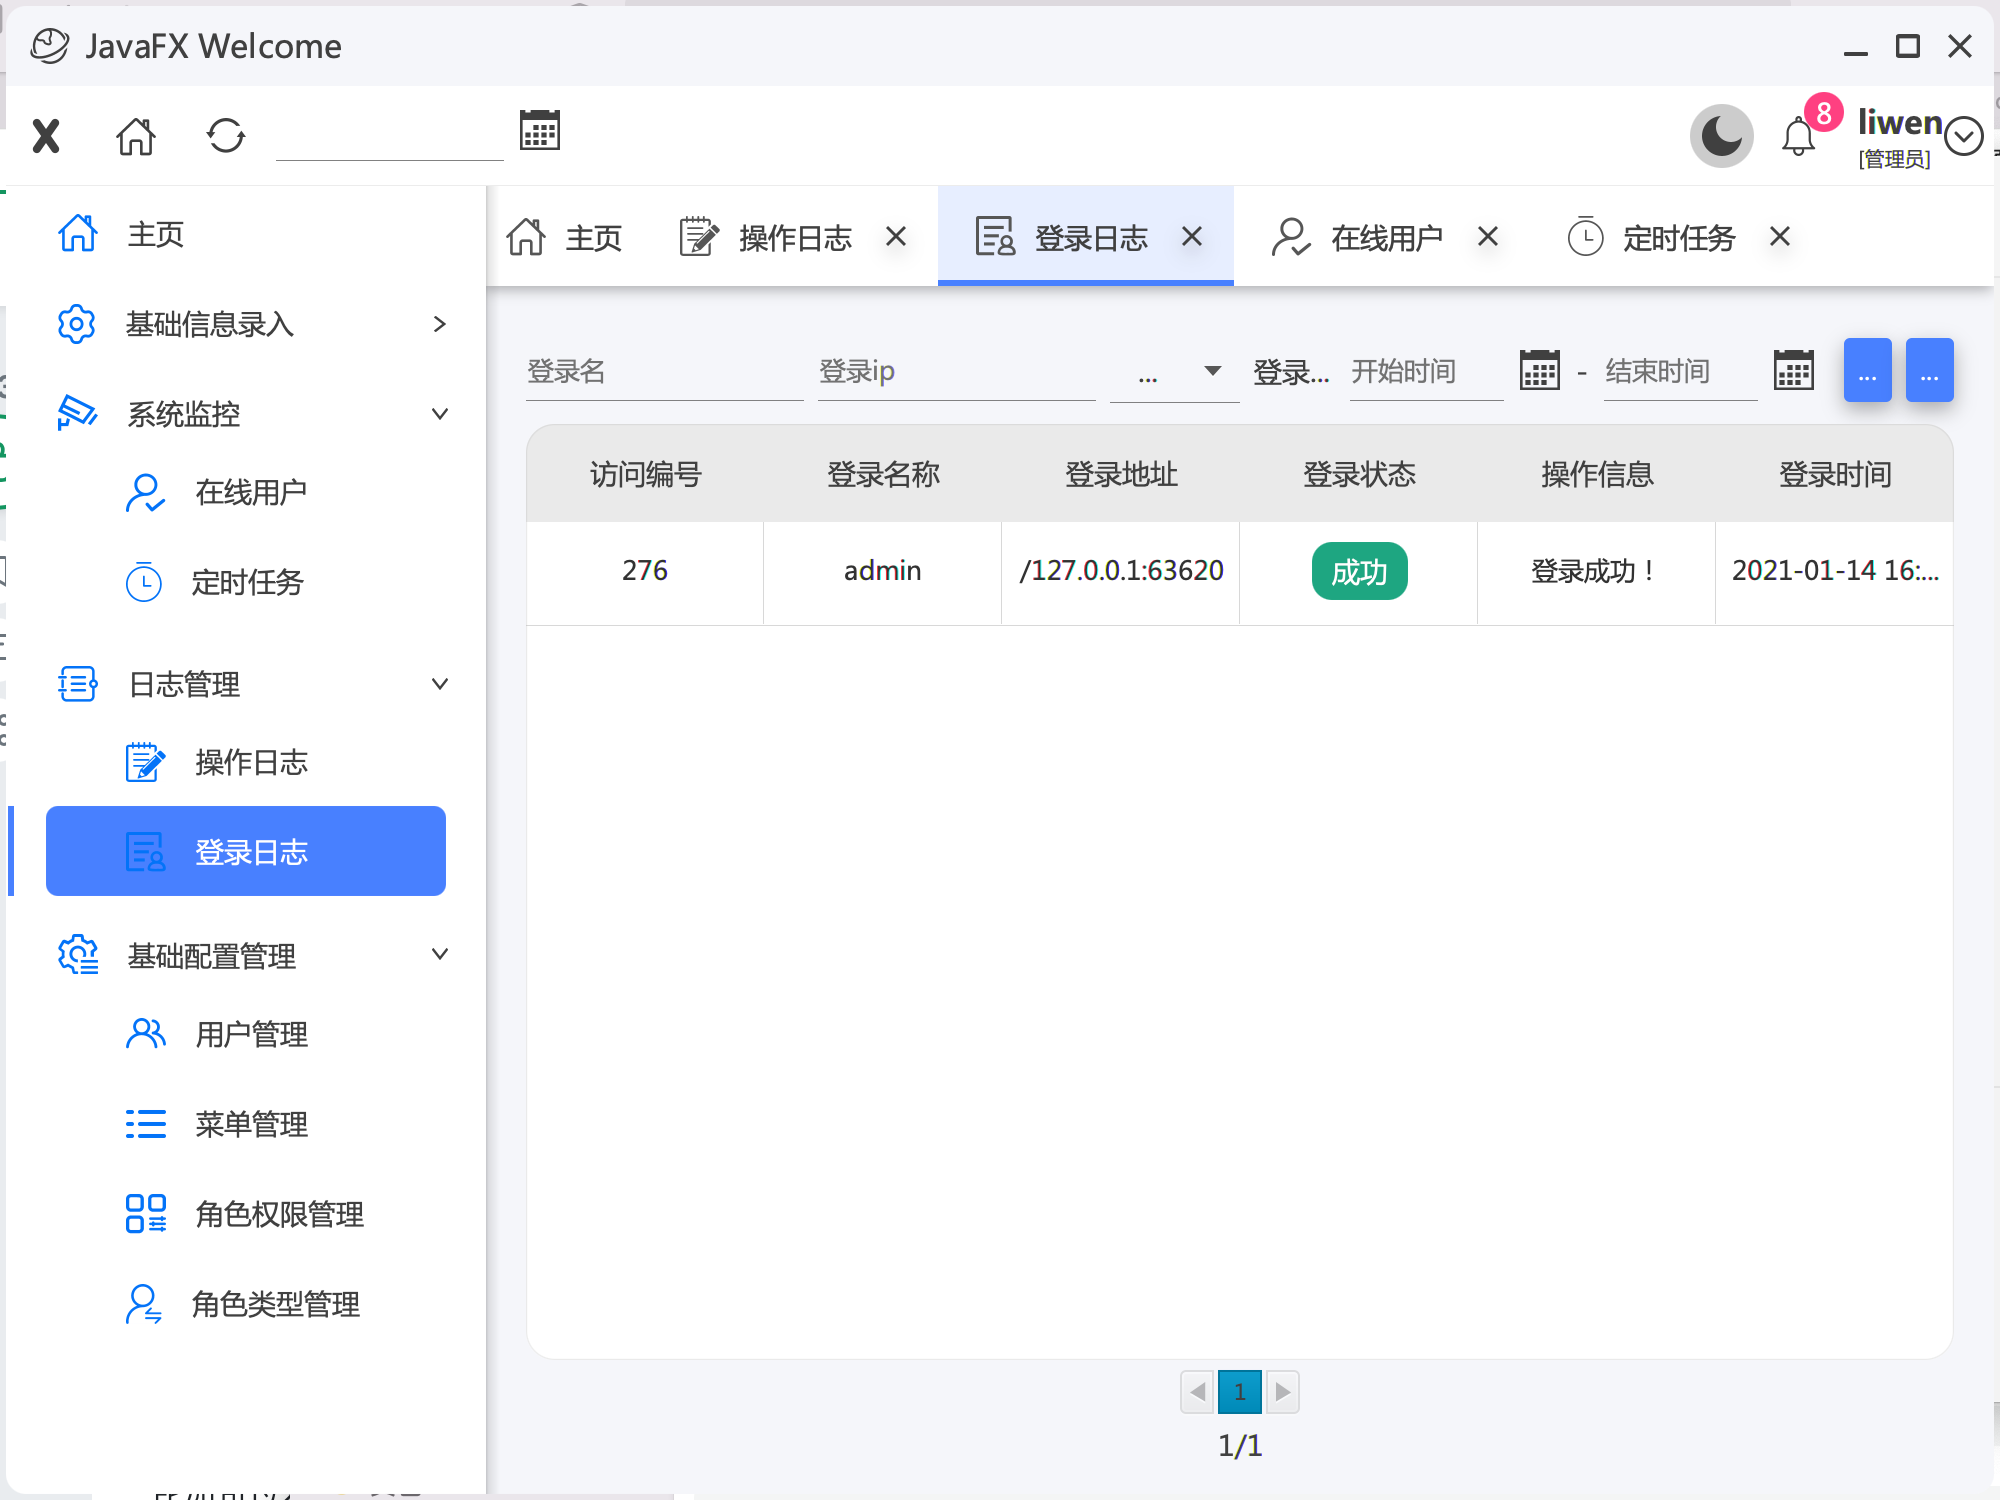 JavaFX Welcome
8
liwen
[管理员]
主页
基础信息录入
系统监控
在线用户
定时任务
日志管理
操作日志
登录日志
基础配置管理
用户管理
菜单管理
角色权限管理
角色类型管理
主页
操作日志
登录日志
在线用户
定时任务
登录名
登录ip
...
登录...
开始时间
-
结束时间
...
...
访问编号 登录名称 登录地址 登录状态 操作信息 登录时间
276 admin /127.0.0.1:63620 成功 登录成功！ 2021-01-14 16:...
1
1/1